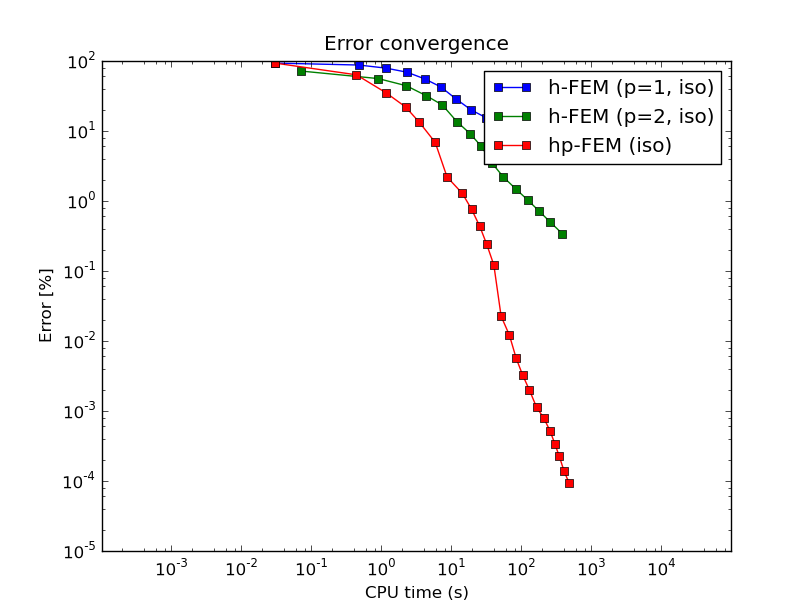 Error convergence
10^2
10^1
10^0
10^-1
10^-2
10^-3
10^-4
10^-5
Error [%]
h-FEM (p=1, iso)
h-FEM (p=2, iso)
hp-FEM (iso)
10^-3 10^-2 10^-1 10^0 10^1 10^2 10^3 10^4
CPU time (s)